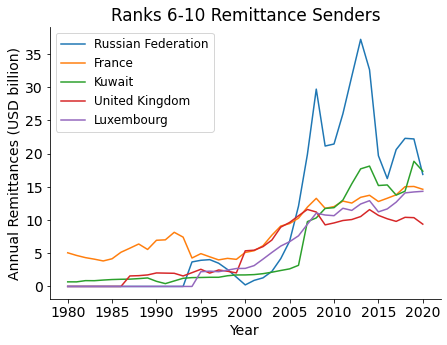 Ranks 6-10 Remittance Senders
Annual Remittances (USD billion)
35
30
25
20
15
10
5
0
Russian Federation
France
Kuwait
United Kingdom
Luxembourg
1980 1985 1990 1995 2000 2005 2010 2015 2020
Year